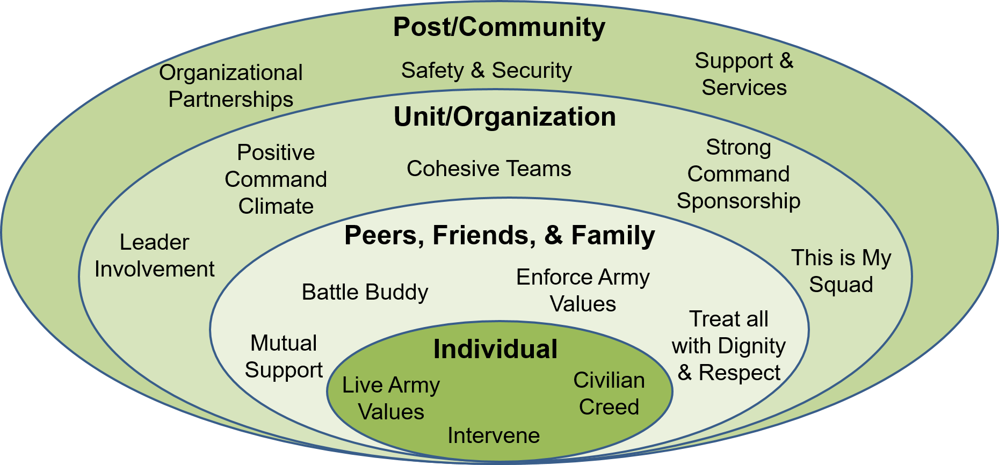 Post/Community
Organizational
Partnerships
Safety & Security
Support &
Services
Unit/Organization
Positive
Command
Climate
Cohesive Teams
Strong
Command
Sponsorship
Leader
Involvement
This is My
Squad
Peers, Friends, & Family
Battle Buddy
Enforce Army
Values
Mutual
Support
Treat all
with Dignity
& Respect
Individual
Live Army
Values
Civilian
Creed
Intervene